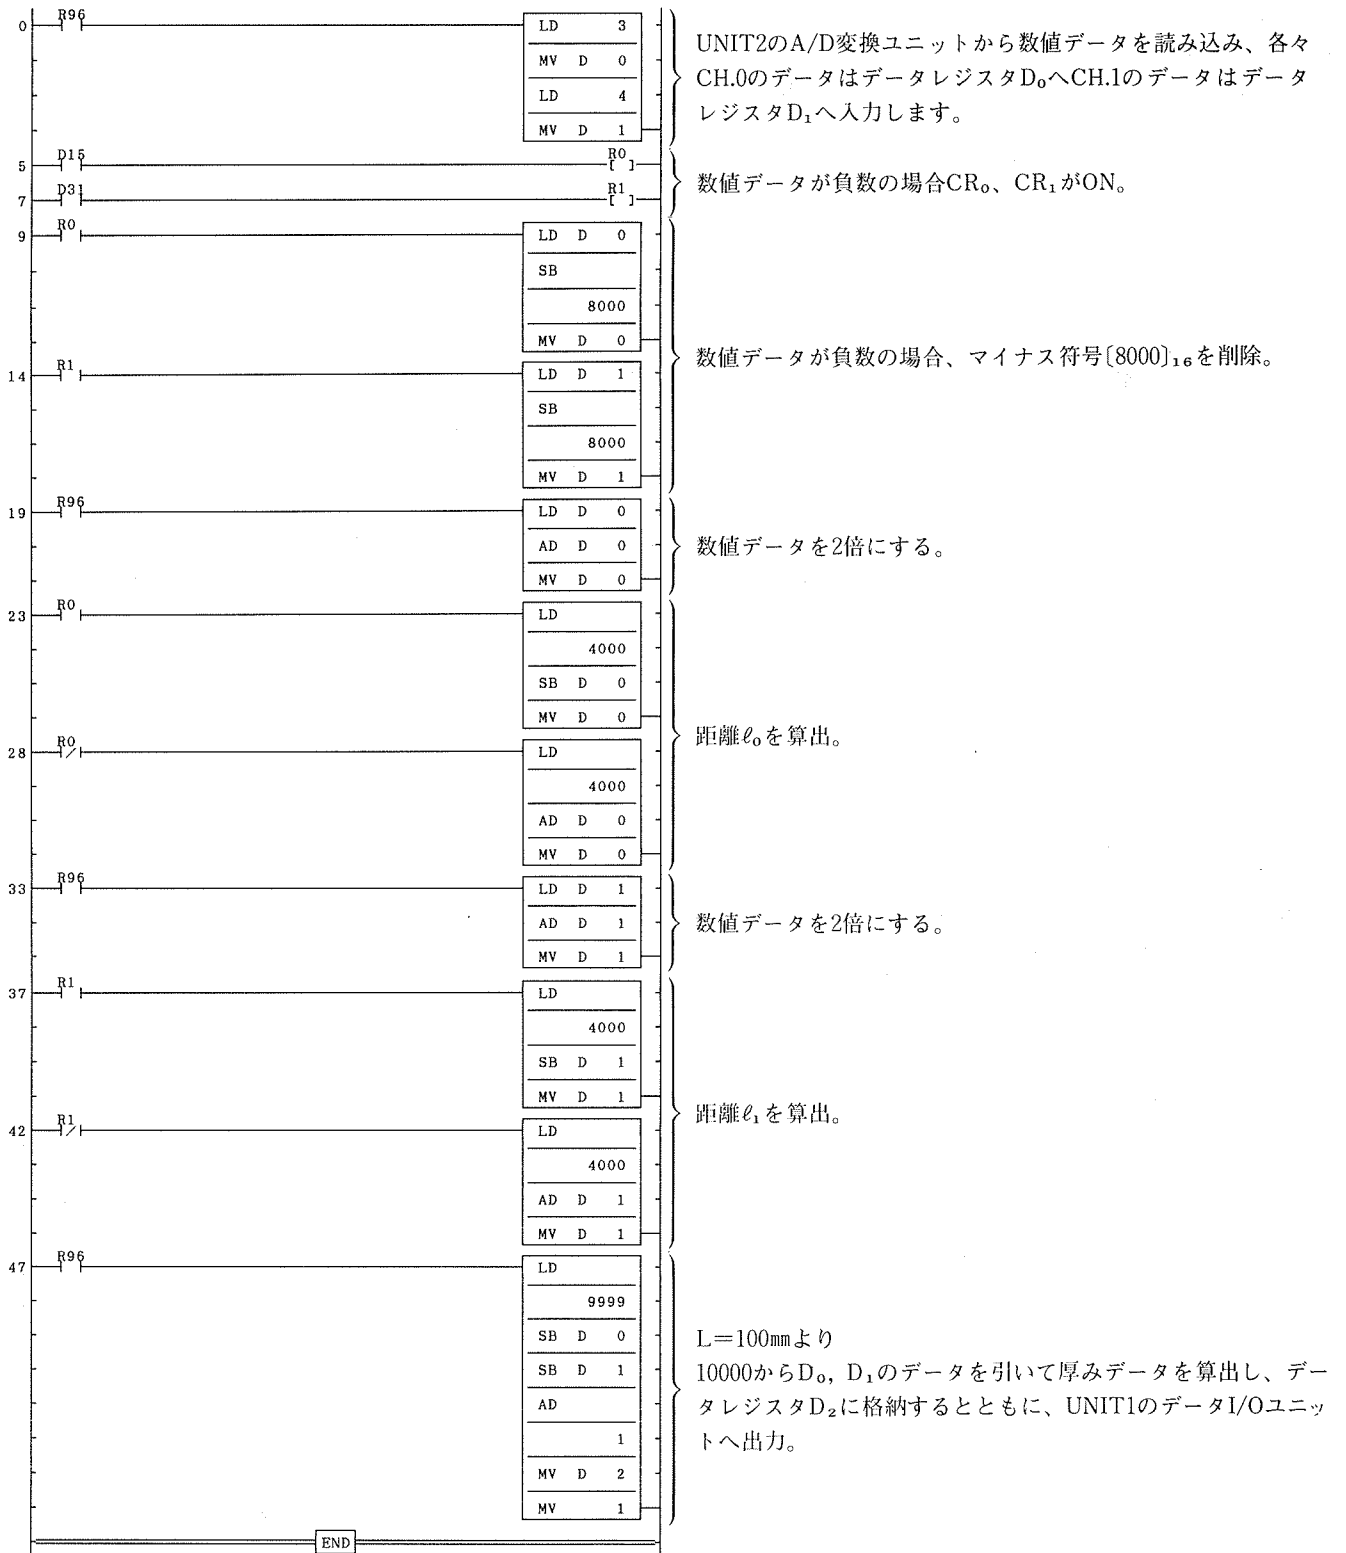 0 R96 LD 3
MV D 0
LD 4
MV D 1
UNIT2のA/D変換ユニットから数値データを読み込み、各々
CH.0のデータはデータレジスタD₀へCH.1のデータはデータ
レジスタD₁へ入力します。
5 D15 R0
7 D31 R1
数値データが負数の場合CR₀、CR₁がON。
9 R0 LD D 0
SB
8000
MV D 0
14 R1 LD D 1
SB
8000
MV D 1
数値データが負数の場合、マイナス符号〔8000〕₁₆を削除。
19 R96 LD D 0
AD D 0
MV D 0
数値データを2倍にする。
23 R0 LD
4000
SB D 0
MV D 0
28 R0 LD
4000
AD D 0
MV D 0
距離ℓ₀を算出。
33 R96 LD D 1
AD D 1
MV D 1
数値データを2倍にする。
37 R1 LD
4000
SB D 1
MV D 1
42 R1 LD
4000
AD D 1
MV D 1
距離ℓ₁を算出。
47 R96 LD
9999
SB D 0
SB D 1
AD
1
MV D 2
MV 1
L＝100㎜より
10000からD₀, D₁のデータを引いて厚みデータを算出し、デー
タレジスタD₂に格納するとともに、UNIT1のデータI/Oユニッ
トへ出力。
END